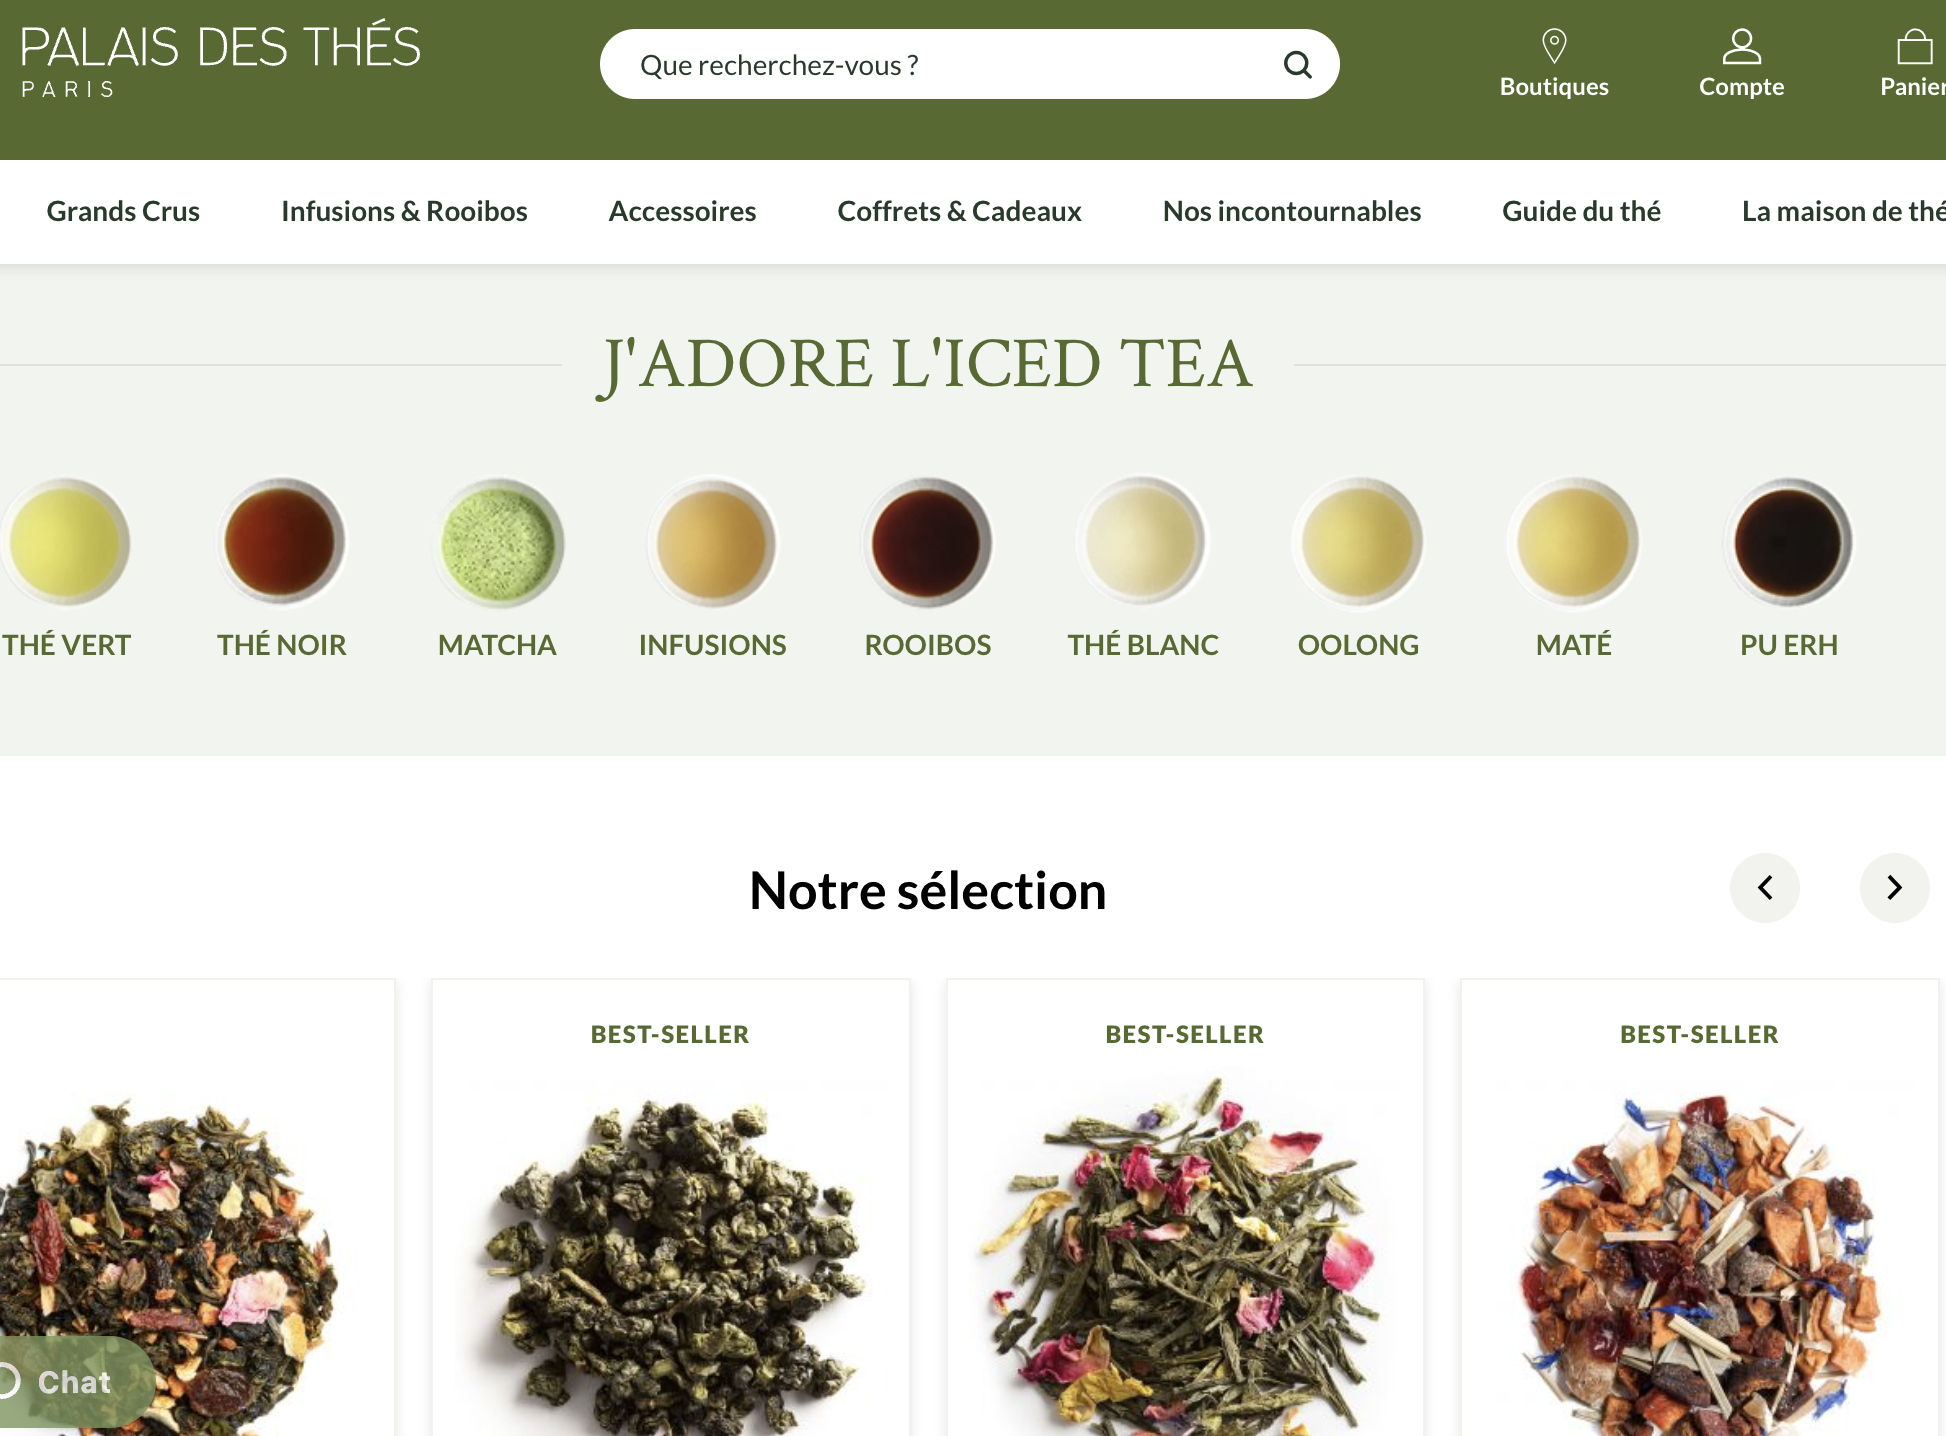 PALAIS DES THÉS
PARIS
Que recherchez-vous ?
Boutiques
Compte
Panier
Grands Crus
Infusions & Rooibos
Accessoires
Coffrets & Cadeaux
Nos incontournables
Guide du thé
La maison de thé
J'ADORE L'ICED TEA
THÉ VERT
THÉ NOIR
MATCHA
INFUSIONS
ROOIBOS
THÉ BLANC
OOLONG
MATÉ
PU ERH
Notre sélection
BEST-SELLER
BEST-SELLER
BEST-SELLER
Chat